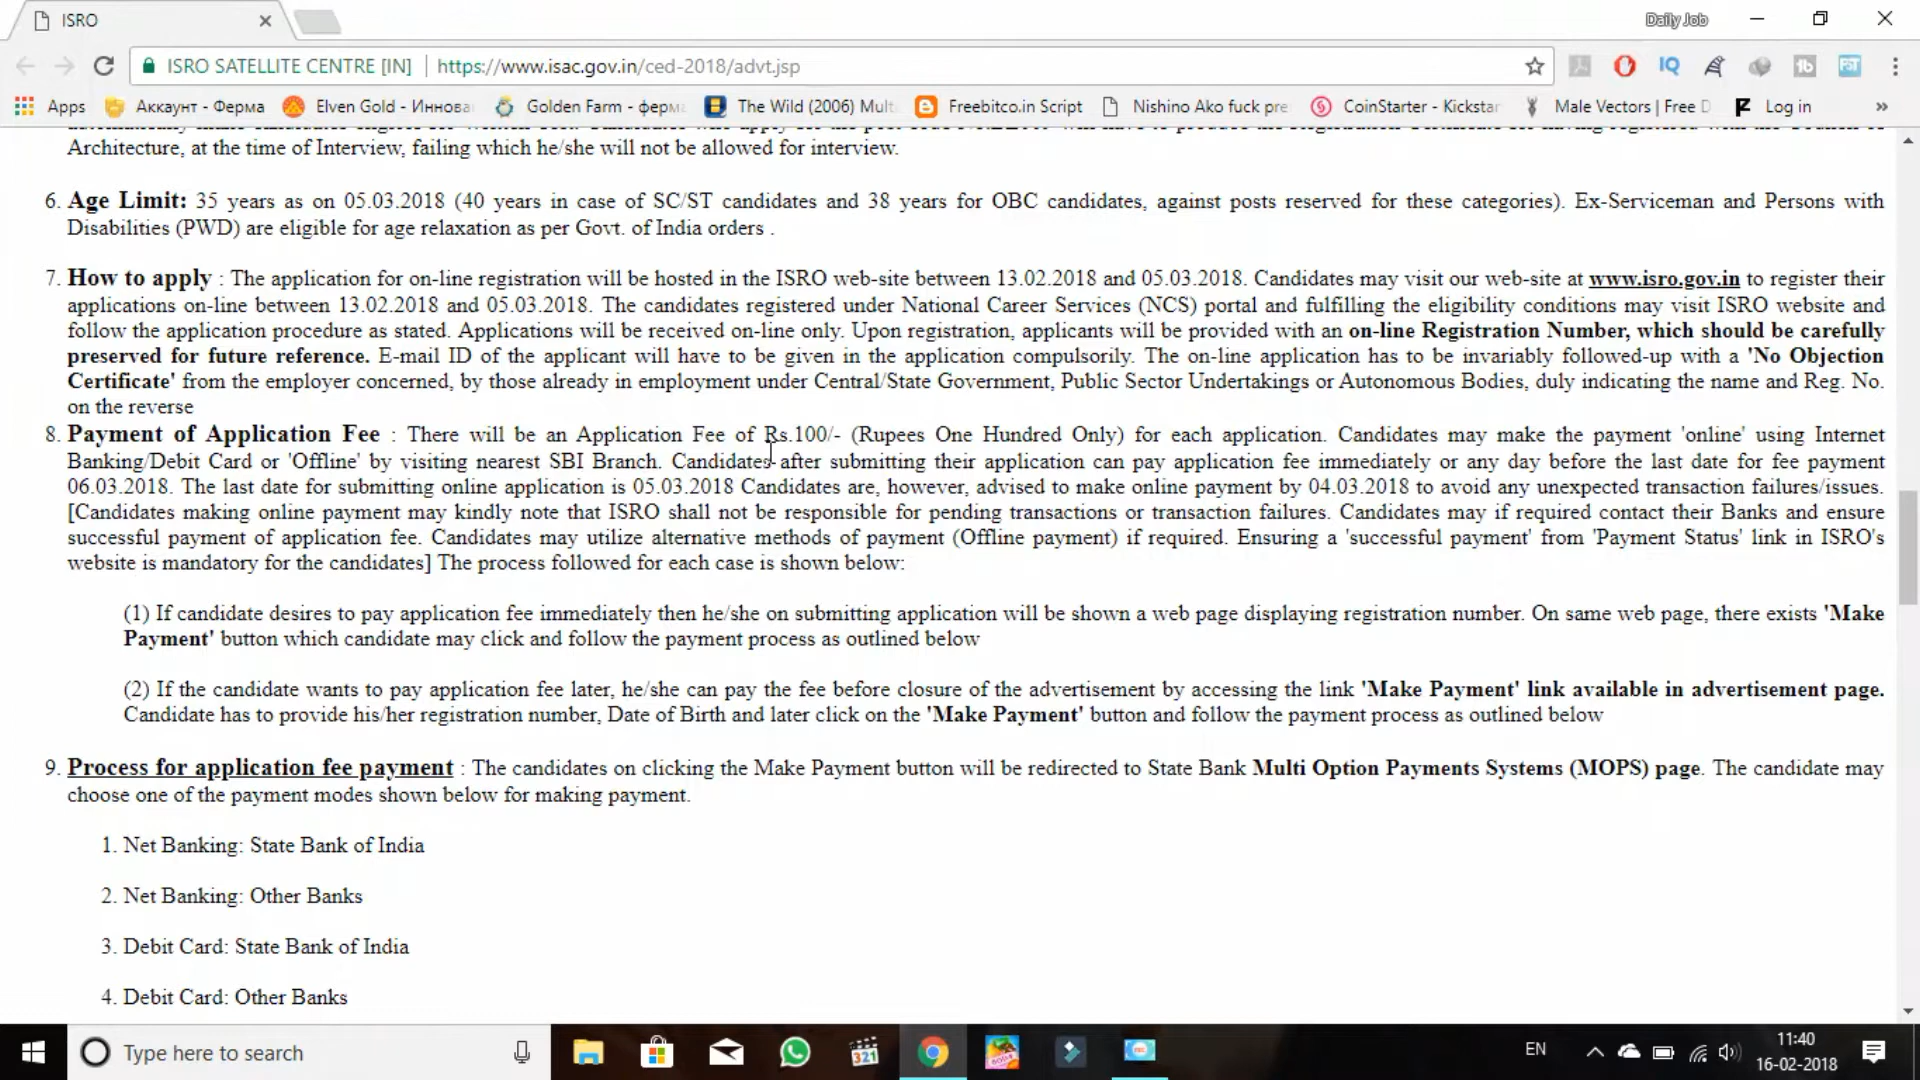 ISRO
Daily Job
ISRO SATELLITE CENTRE [IN] https://www.isac.gov.in/ced-2018/advt.jsp
Apps Аккаунт - Ферма Elven Gold - Иннова Golden Farm - ферм The Wild (2006) Mult Freebitco.in Script Nishino Ako fuck pre CoinStarter - Kickstar Male Vectors | Free D Log in »
Architecture, at the time of Interview, failing which he/she will not be allowed for interview.
6. Age Limit: 35 years as on 05.03.2018 (40 years in case of SC/ST candidates and 38 years for OBC candidates, against posts reserved for these categories). Ex-Serviceman and Persons with
Disabilities (PWD) are eligible for age relaxation as per Govt. of India orders .
7. How to apply : The application for on-line registration will be hosted in the ISRO web-site between 13.02.2018 and 05.03.2018. Candidates may visit our web-site at www.isro.gov.in to register their
applications on-line between 13.02.2018 and 05.03.2018. The candidates registered under National Career Services (NCS) portal and fulfilling the eligibility conditions may visit ISRO website and
follow the application procedure as stated. Applications will be received on-line only. Upon registration, applicants will be provided with an on-line Registration Number, which should be carefully
preserved for future reference. E-mail ID of the applicant will have to be given in the application compulsorily. The on-line application has to be invariably followed-up with a 'No Objection
Certificate' from the employer concerned, by those already in employment under Central/State Government, Public Sector Undertakings or Autonomous Bodies, duly indicating the name and Reg. No.
on the reverse
8. Payment of Application Fee : There will be an Application Fee of Rs.100/- (Rupees One Hundred Only) for each application. Candidates may make the payment 'online' using Internet
Banking/Debit Card or 'Offline' by visiting nearest SBI Branch. Candidates after submitting their application can pay application fee immediately or any day before the last date for fee payment
06.03.2018. The last date for submitting online application is 05.03.2018 Candidates are, however, advised to make online payment by 04.03.2018 to avoid any unexpected transaction failures/issues.
[Candidates making online payment may kindly note that ISRO shall not be responsible for pending transactions or transaction failures. Candidates may if required contact their Banks and ensure
successful payment of application fee. Candidates may utilize alternative methods of payment (Offline payment) if required. Ensuring a 'successful payment' from 'Payment Status' link in ISRO's
website is mandatory for the candidates] The process followed for each case is shown below:
(1) If candidate desires to pay application fee immediately then he/she on submitting application will be shown a web page displaying registration number. On same web page, there exists 'Make
Payment' button which candidate may click and follow the payment process as outlined below
(2) If the candidate wants to pay application fee later, he/she can pay the fee before closure of the advertisement by accessing the link 'Make Payment' link available in advertisement page.
Candidate has to provide his/her registration number, Date of Birth and later click on the 'Make Payment' button and follow the payment process as outlined below
9. Process for application fee payment : The candidates on clicking the Make Payment button will be redirected to State Bank Multi Option Payments Systems (MOPS) page. The candidate may
choose one of the payment modes shown below for making payment.
1. Net Banking: State Bank of India
2. Net Banking: Other Banks
3. Debit Card: State Bank of India
4. Debit Card: Other Banks
Type here to search
321
EN
11:40
16-02-2018